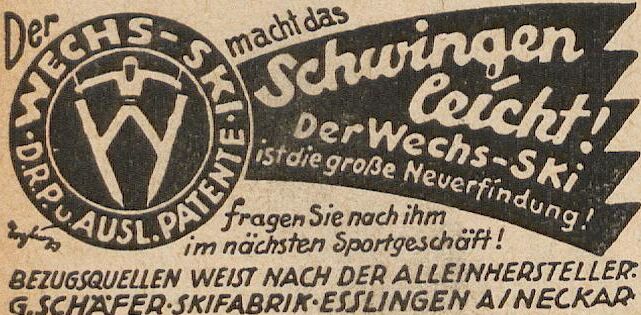 Der
WECHS-SKI
· D.R.P. u. AUSL. PATENTE ·
macht das
Schwingen
leicht!
Der Wechs-Ski
ist die große Neuerfindung!
fragen Sie nach ihm
im nächsten Sportgeschäft!
BEZUGSQUELLEN WEIST NACH DER ALLEINHERSTELLER:
G. SCHÄFER · SKIFABRIK · ESSLINGEN A/NECKAR